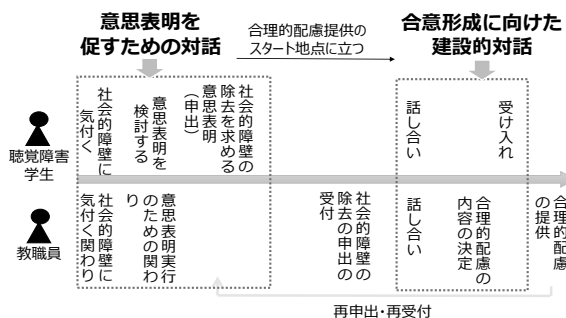 意思表明を
促すための対話
合理的配慮提供の
スタート地点に立つ
合意形成に向けた
建設的対話
聴覚障害
学生
社会的障壁に
気付く
意思表明を
検討する
社会的障壁の
除去を求める
意思表明
(申出)
話し合い
受け入れ
教職員
社会的障壁に
気付く関わり
意思表明実行
のための関わ
り
社会的障壁の
除去の申出の
受付
話し合い
合理的配慮の
内容の決定
合理的配慮
の提供
再申出・再受付